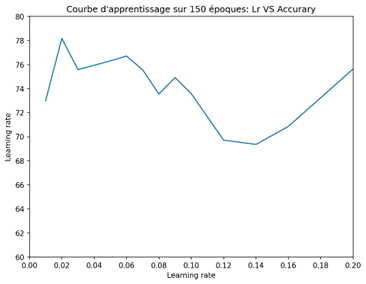 Courbe d'apprentissage sur 150 époques: Lr VS Accurary
80
78
76
74
72
70
68
66
64
62
60
Learning rate
0.00 0.02 0.04 0.06 0.08 0.10 0.12 0.14 0.16 0.18 0.20
Learning rate